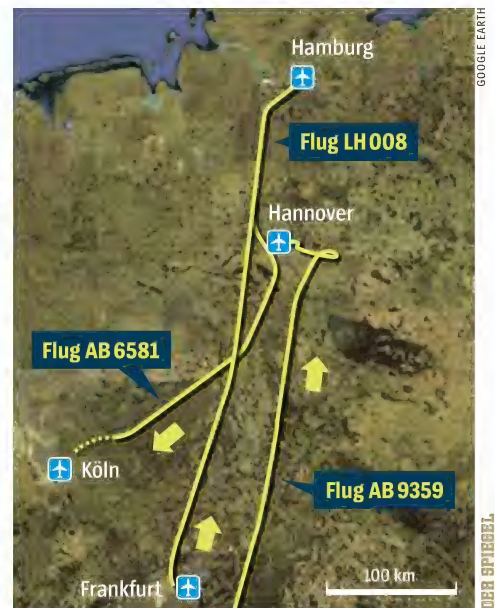 GOOGLE EARTH
Hamburg
Flug LH 008
Hannover
Flug AB 6581
Köln
Flug AB 9359
Frankfurt
100 km
DER SPIEGEL